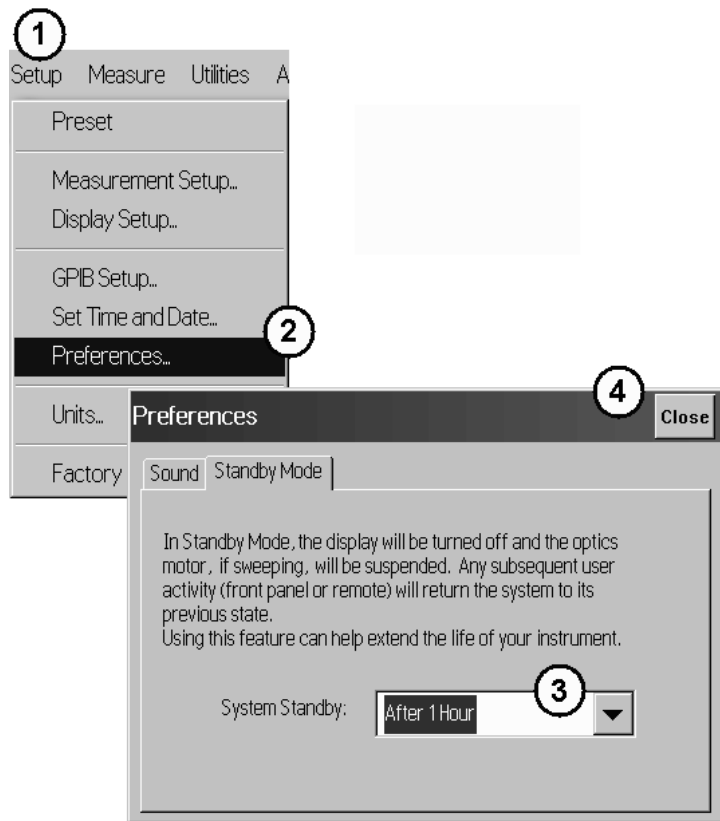 1
Setup Measure Utilities A
Preset
Measurement Setup...
Display Setup...
GPIB Setup...
Set Time and Date...
2
Preferences...
Units...
Factory
4
Preferences
Close
Sound Standby Mode
In Standby Mode, the display will be turned off and the optics
motor, if sweeping, will be suspended. Any subsequent user
activity (front panel or remote) will return the system to its
previous state.
Using this feature can help extend the life of your instrument.
3
System Standby: After 1 Hour